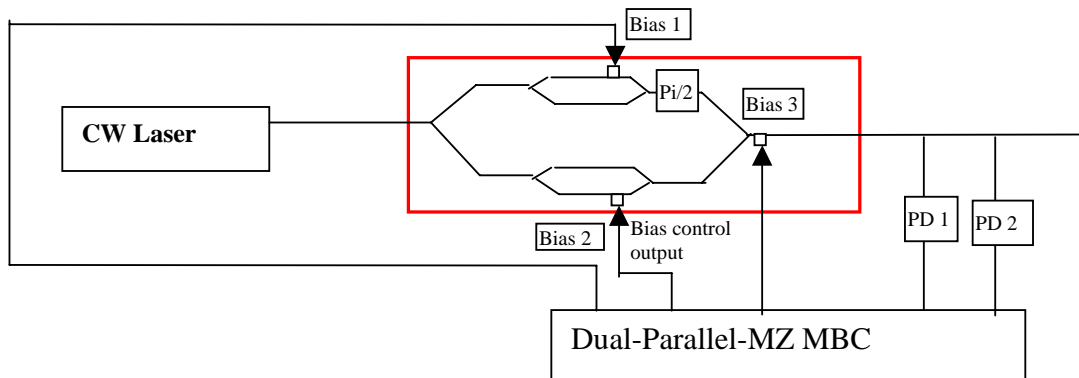 Bias 1
Pi/2
Bias 3
CW Laser
PD 1
PD 2
Bias 2
Bias control
output
Dual-Parallel-MZ MBC